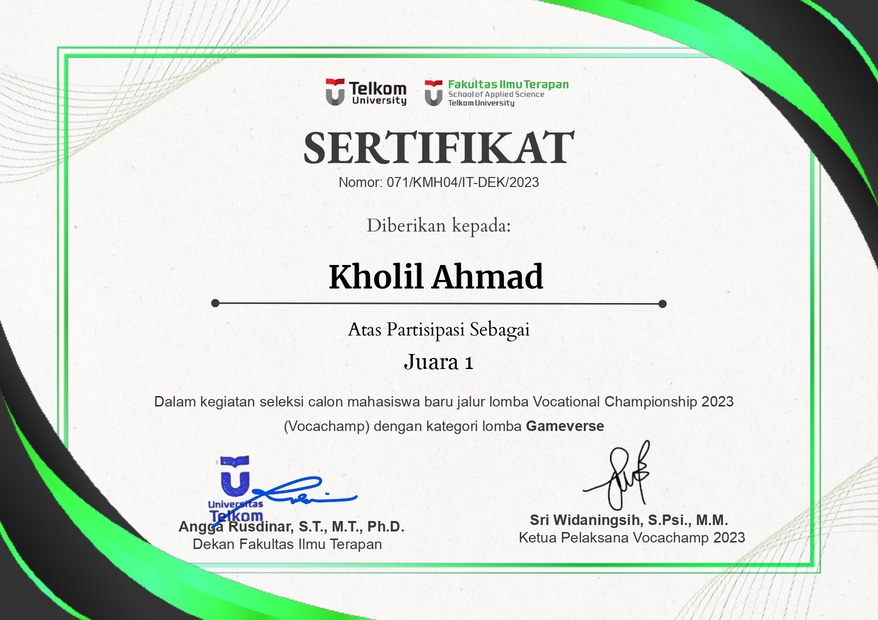 Telkom University
Fakultas Ilmu Terapan
School of Applied Science
Telkom University
SERTIFIKAT
Nomor: 071/KMH04/IT-DEK/2023
Diberikan kepada:
Kholil Ahmad
Atas Partisipasi Sebagai
Juara 1
Dalam kegiatan seleksi calon mahasiswa baru jalur lomba Vocational Championship 2023
(Vocachamp) dengan kategori lomba Gameverse
Universitas
Telkom
Angga Rusdinar, S.T., M.T., Ph.D.
Dekan Fakultas Ilmu Terapan
Sri Widaningsih, S.Psi., M.M.
Ketua Pelaksana Vocachamp 2023